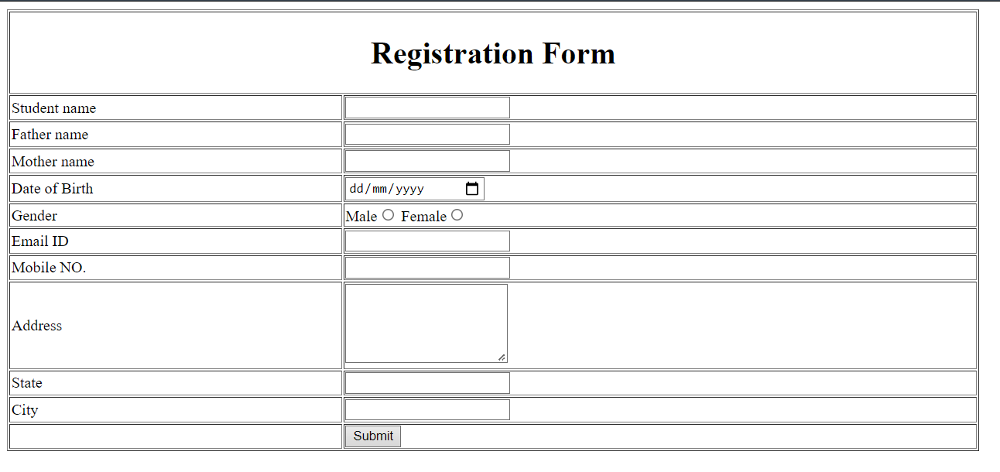 Registration Form
Student name
Father name
Mother name
Date of Birth dd/mm/yyyy
Gender Male Female
Email ID
Mobile NO.
Address
State
City
Submit